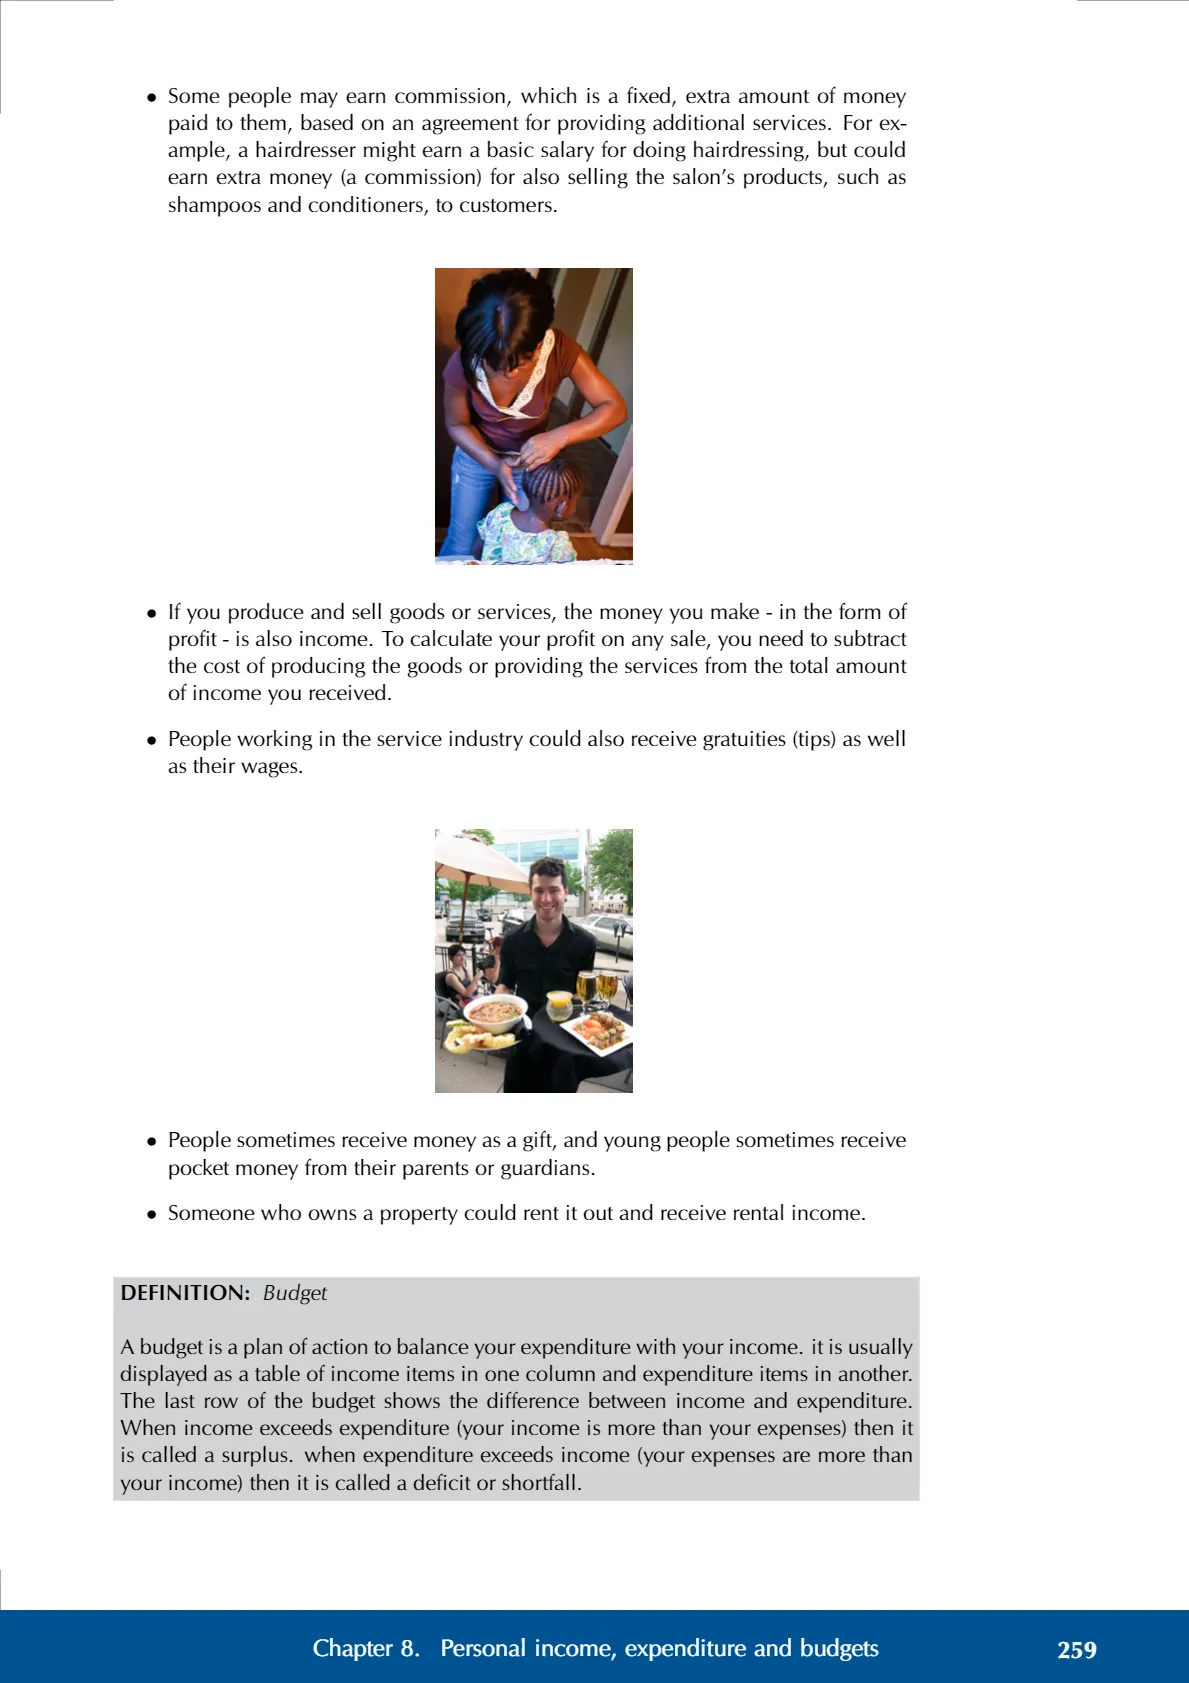 • Some people may earn commission, which is a fixed, extra amount of money
paid to them, based on an agreement for providing additional services. For ex-
ample, a hairdresser might earn a basic salary for doing hairdressing, but could
earn extra money (a commission) for also selling the salon's products, such as
shampoos and conditioners, to customers.
• If you produce and sell goods or services, the money you make - in the form of
profit - is also income. To calculate your profit on any sale, you need to subtract
the cost of producing the goods or providing the services from the total amount
of income you received.
• People working in the service industry could also receive gratuities (tips) as well
as their wages.
• People sometimes receive money as a gift, and young people sometimes receive
pocket money from their parents or guardians.
• Someone who owns a property could rent it out and receive rental income.
DEFINITION: Budget
A budget is a plan of action to balance your expenditure with your income. it is usually
displayed as a table of income items in one column and expenditure items in another.
The last row of the budget shows the difference between income and expenditure.
When income exceeds expenditure (your income is more than your expenses) then it
is called a surplus. when expenditure exceeds income (your expenses are more than
your income) then it is called a deficit or shortfall.
Chapter 8. Personal income, expenditure and budgets 259